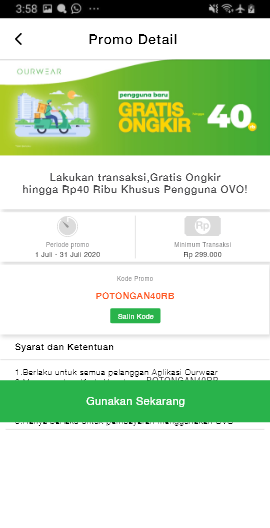 3:58
Promo Detail
OURWEAR
pengguna baru
GRATIS
ONGKIR
40
Lakukan transaksi,Gratis Ongkir
hingga Rp40 Ribu Khusus Pengguna OVO!
Rp
Periode promo
1 Juli - 31 Juli 2020
Minimum Transaksi
Rp 299.000
Kode Promo
POTONGAN40RB
Salin Kode
Syarat dan Ketentuan
1.Berlaku untuk semua pelanggan Aplikasi Ourwear
POTONGAN40RB
Gunakan Sekarang